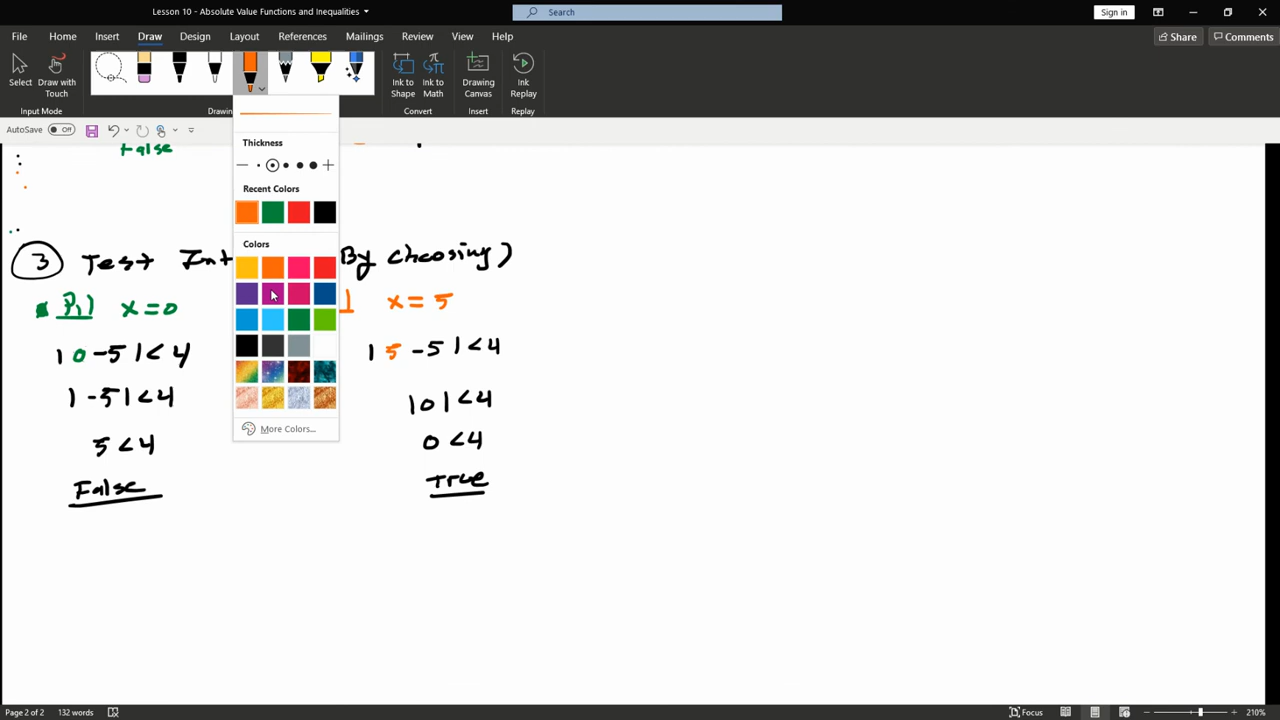 Lesson 10 - Absolute Value Functions and Inequalities
Search
Sign in
File Home Insert Draw Design Layout References Mailings Review View Help
Share Comments
Select
Draw with Touch
Ink to Shape
Ink to Math
Drawing Canvas
Ink Replay
Input Mode
Convert
Insert
Replay
AutoSave Off
False
Thickness
Recent Colors
Colors
More Colors...
3 Test Int By choosing)
x=0
x=5
|0-5|<4
|5-5|<4
|-5|<4
|0|<4
5<4
0<4
False
True
Page 2 of 2 132 words
Focus
210%